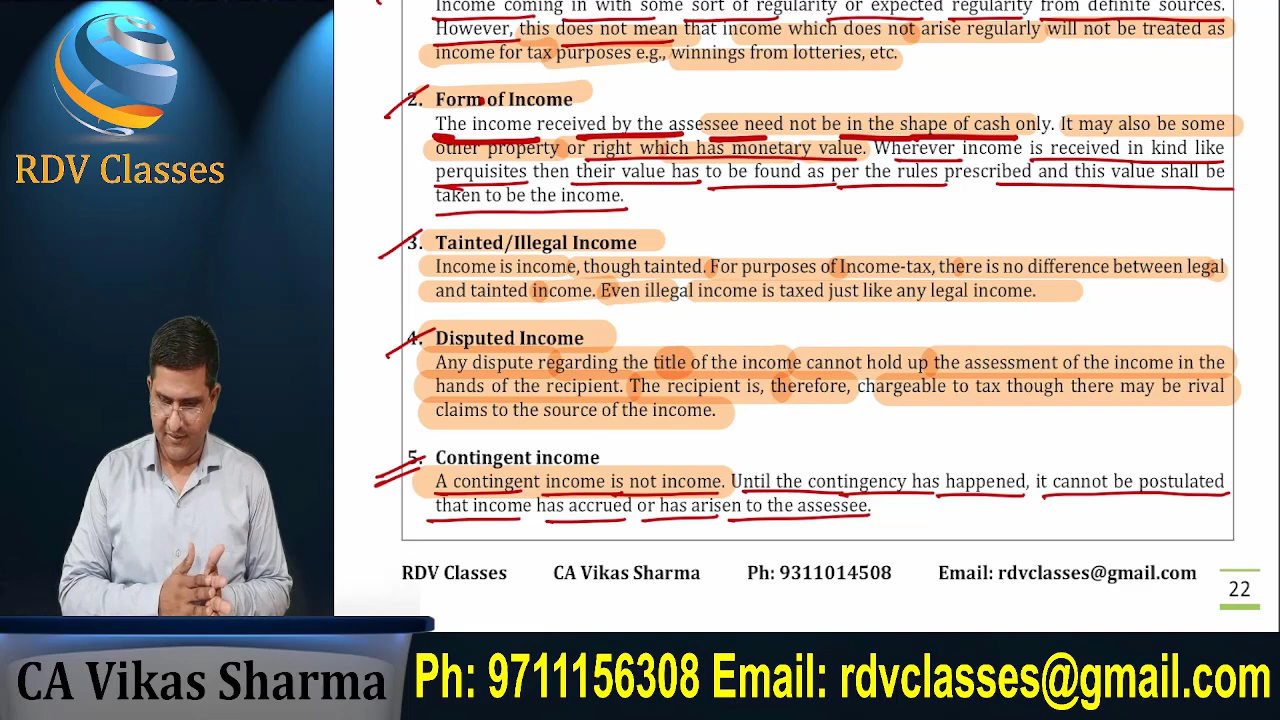 Income coming in with some sort of regularity or expected regularity from definite sources.
However, this does not mean that income which does not arise regularly will not be treated as
income for tax purposes e.g., winnings from lotteries, etc.
2. Form of Income
The income received by the assessee need not be in the shape of cash only. It may also be some
other property or right which has monetary value. Wherever income is received in kind like
perquisites then their value has to be found as per the rules prescribed and this value shall be
taken to be the income.
3. Tainted/Illegal Income
Income is income, though tainted. For purposes of Income-tax, there is no difference between legal
and tainted income. Even illegal income is taxed just like any legal income.
4. Disputed Income
Any dispute regarding the title of the income cannot hold up the assessment of the income in the
hands of the recipient. The recipient is, therefore, chargeable to tax though there may be rival
claims to the source of the income.
5. Contingent income
A contingent income is not income. Until the contingency has happened, it cannot be postulated
that income has accrued or has arisen to the assessee.
RDV Classes CA Vikas Sharma Ph: 9311014508 Email: rdvclasses@gmail.com
22
RDV Classes
CA Vikas Sharma
Ph: 9711156308 Email: rdvclasses@gmail.com